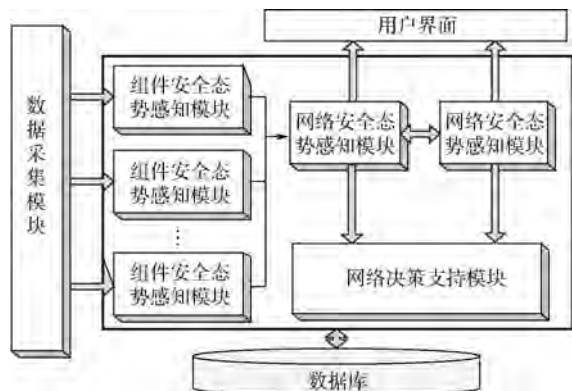 用户界面
数据采集模块
组件安全态
势感知模块
网络安全态
势感知模块
网络安全态
势感知模块
组件安全态
势感知模块
⋮
组件安全态
势感知模块
网络决策支持模块
数据库